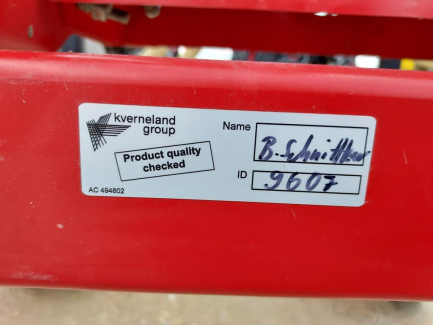 kverneland
group
Product quality
checked
AC 494802
Name
B. Schnittker
ID
9607